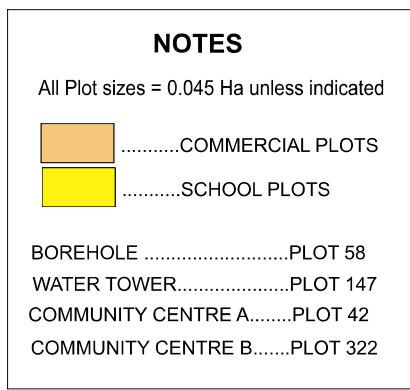 NOTES
All Plot sizes = 0.045 Ha unless indicated
...........COMMERCIAL PLOTS
...........SCHOOL PLOTS
BOREHOLE ..........................PLOT 58
WATER TOWER.....................PLOT 147
COMMUNITY CENTRE A........PLOT 42
COMMUNITY CENTRE B.......PLOT 322